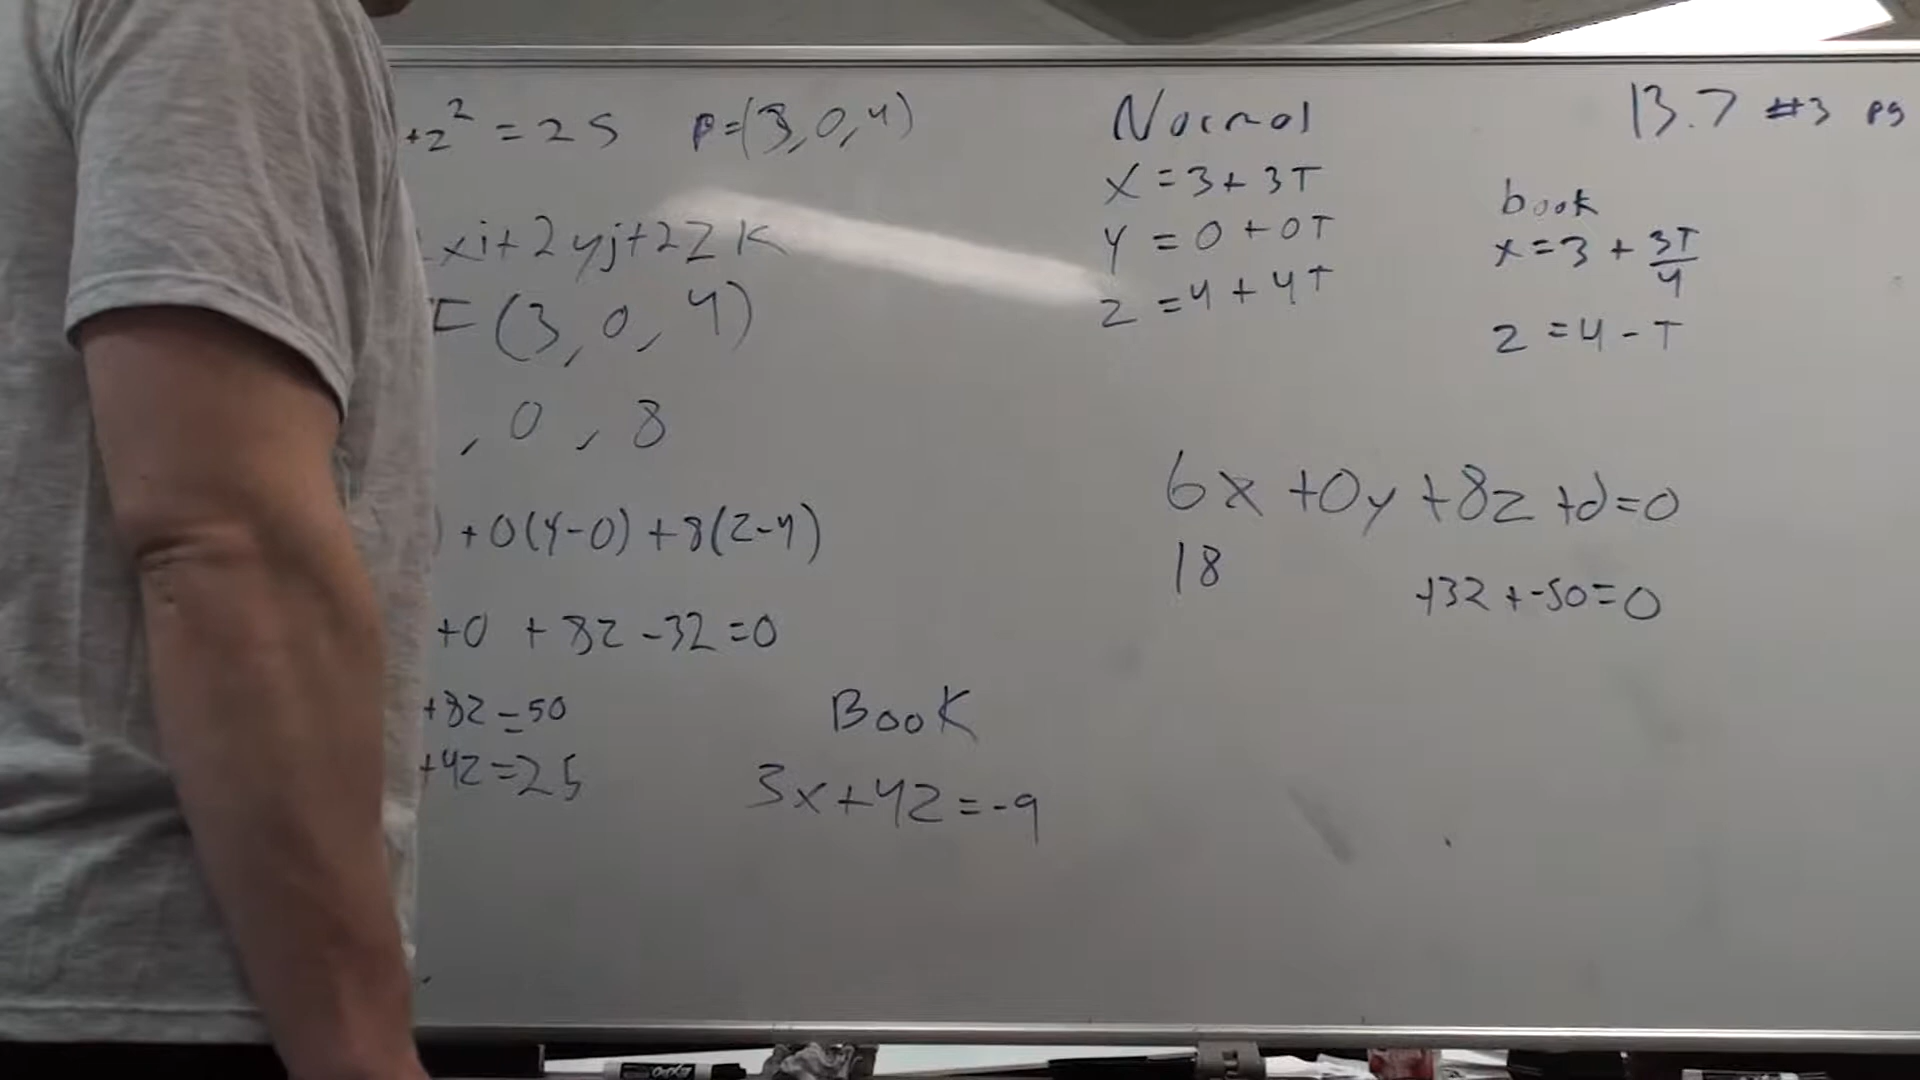 +z² = 25 P=(3,0,4)
xi+2yj+2zk
F(3,0,4)
, 0, 8
) +0(y-0) +8(z-4)
+0 +8z-32=0
+8z=50
+4z=25
Book
3x+4z=-9
Normal
x=3+3T
y=0+0T
z=4+4T
13.7 #3 pg
book
x=3+3T/4
z=4-T
6x+0y+8z+d=0
18 +32+-50=0
EXPO